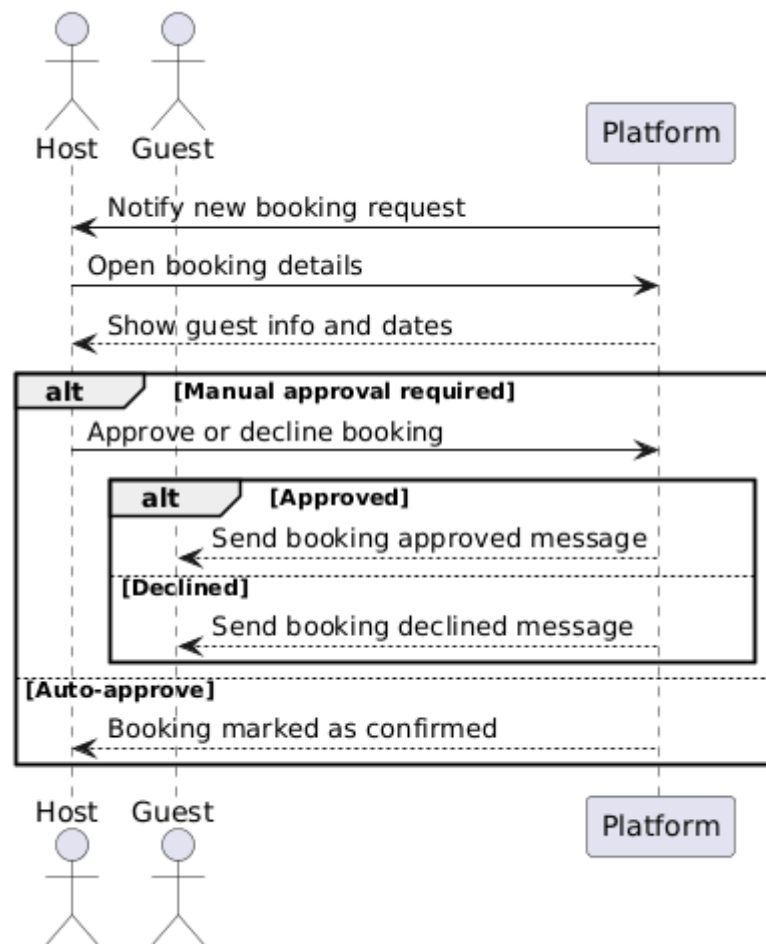 Host Guest Platform
Notify new booking request
Open booking details
Show guest info and dates
alt [Manual approval required]
Approve or decline booking
alt [Approved]
Send booking approved message
[Declined]
Send booking declined message
[Auto-approve]
Booking marked as confirmed
Host Guest Platform